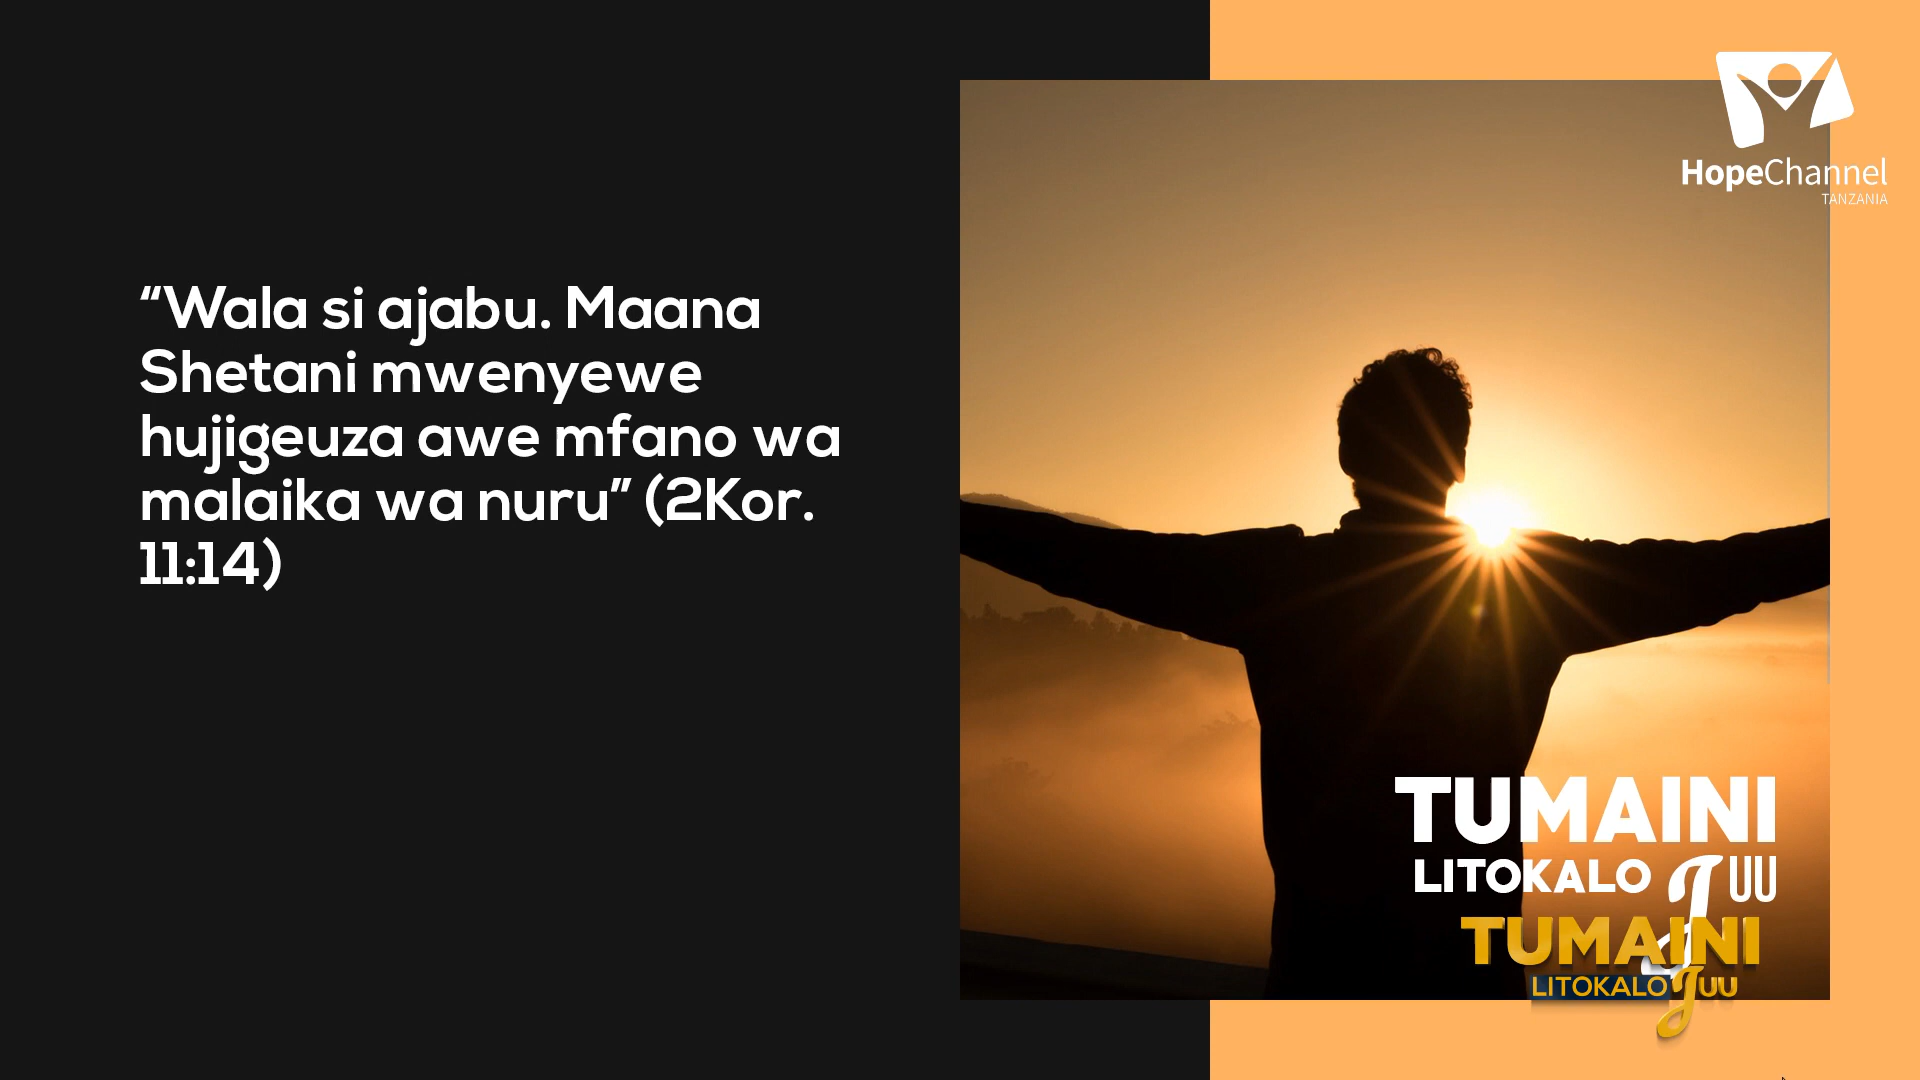 “Wala si ajabu. Maana
Shetani mwenyewe
hujigeuza awe mfano wa
malaika wa nuru” (2Kor.
11:14)
HopeChannel
TANZANIA
TUMAINI
LITOKALO JUU
TUMAINI
LITOKALO JUU